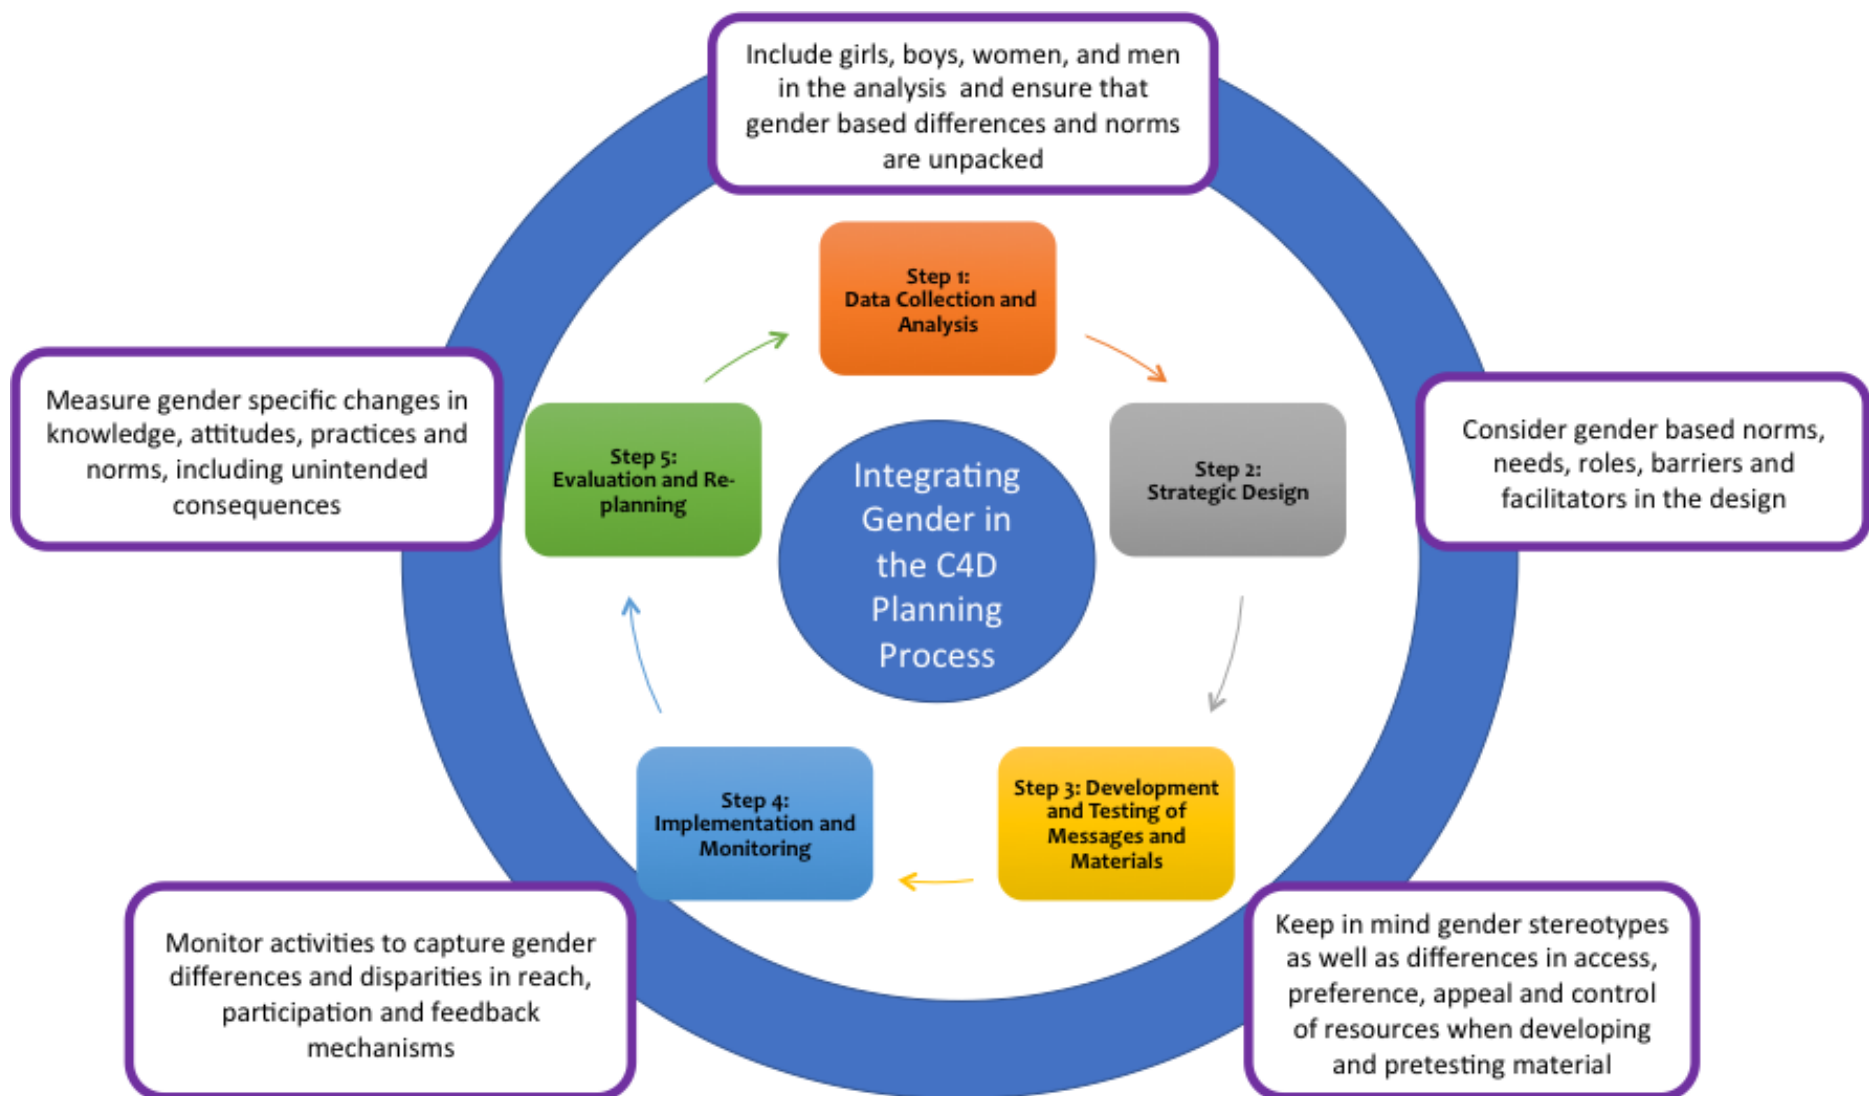 Include girls, boys, women, and men
in the analysis and ensure that
gender based differences and norms
are unpacked
Step 1:
Data Collection and
Analysis
Measure gender specific changes in
knowledge, attitudes, practices and
norms, including unintended
consequences
Step 5:
Evaluation and Re-
planning
Integrating
Gender in
the C4D
Planning
Process
Step 2:
Strategic Design
Consider gender based norms,
needs, roles, barriers and
facilitators in the design
Step 4:
Implementation and
Monitoring
Step 3: Development
and Testing of
Messages and
Materials
Monitor activities to capture gender
differences and disparities in reach,
participation and feedback
mechanisms
Keep in mind gender stereotypes
as well as differences in access,
preference, appeal and control
of resources when developing
and pretesting material